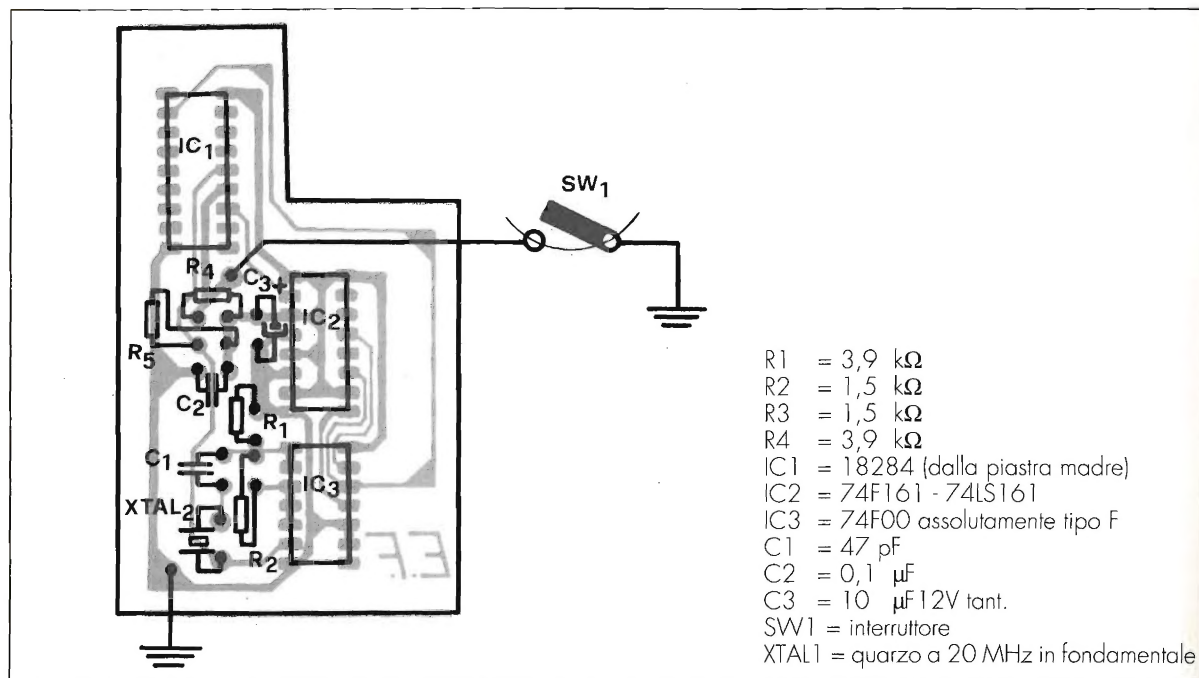 IC1
SW1
R4
C3+
IC2
R5
C2
R1
C1
IC3
XTAL2
R2
F.F
R1 = 3,9 kΩ
R2 = 1,5 kΩ
R3 = 1,5 kΩ
R4 = 3,9 kΩ
IC1 = 18284 (dalla piastra madre)
IC2 = 74F161 - 74LS161
IC3 = 74F00 assolutamente tipo F
C1 = 47 pF
C2 = 0,1 μF
C3 = 10 μF12V tant.
SW1 = interruttore
XTAL1 = quarzo a 20 MHz in fondamentale